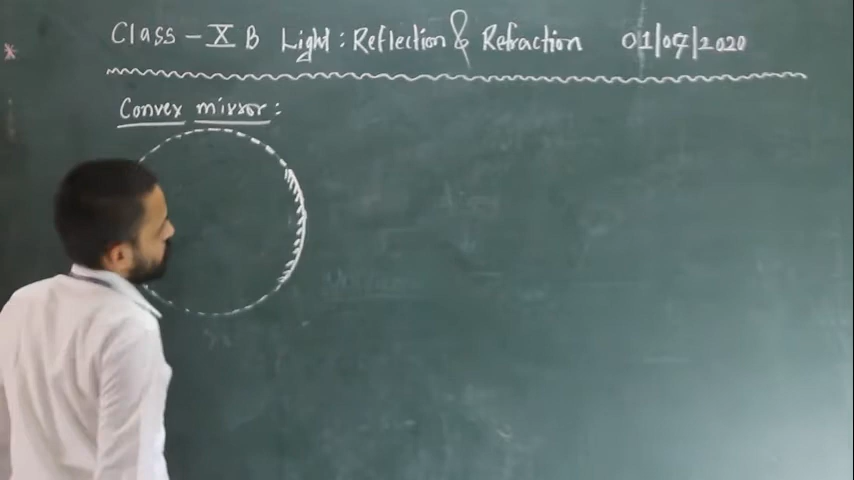 Class - X B Light : Reflection & Refraction 01/07/2020
Convex mirror :